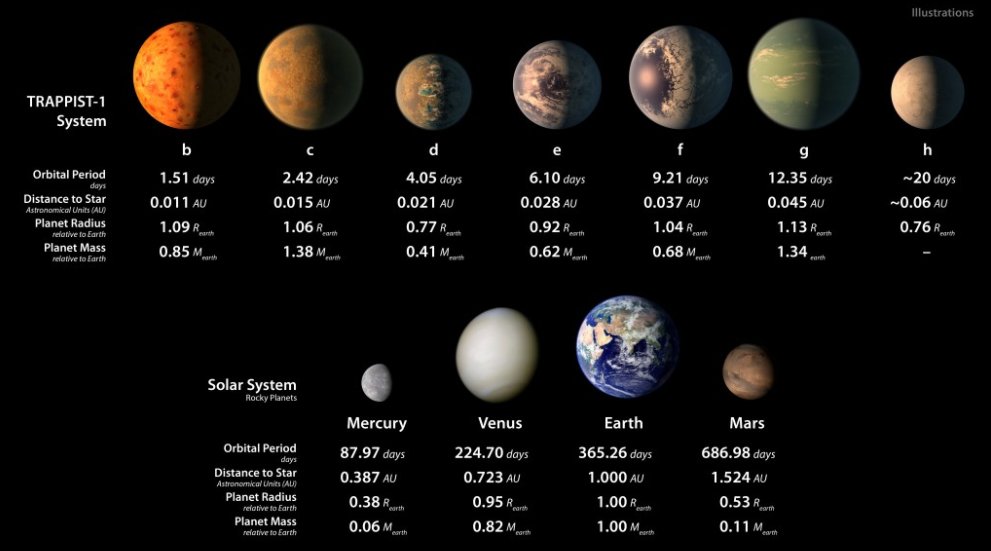 Illustrations
TRAPPIST-1
System
b c d e f g h
Orbital Period 1.51 days 2.42 days 4.05 days 6.10 days 9.21 days 12.35 days ~20 days
days
Distance to Star 0.011 AU 0.015 AU 0.021 AU 0.028 AU 0.037 AU 0.045 AU ~0.06 AU
Astronomical Units (AU)
Planet Radius 1.09 Rearth 1.06 Rearth 0.77 Rearth 0.92 Rearth 1.04 Rearth 1.13 Rearth 0.76 Rearth
relative to Earth
Planet Mass 0.85 Mearth 1.38 Mearth 0.41 Mearth 0.62 Mearth 0.68 Mearth 1.34 earth –
relative to Earth
Solar System
Rocky Planets
Mercury Venus Earth Mars
Orbital Period 87.97 days 224.70 days 365.26 days 686.98 days
days
Distance to Star 0.387 AU 0.723 AU 1.000 AU 1.524 AU
Astronomical Units (AU)
Planet Radius 0.38 Rearth 0.95 Rearth 1.00 Rearth 0.53 Rearth
relative to Earth
Planet Mass 0.06 Mearth 0.82 Mearth 1.00 Mearth 0.11 Mearth
relative to Earth